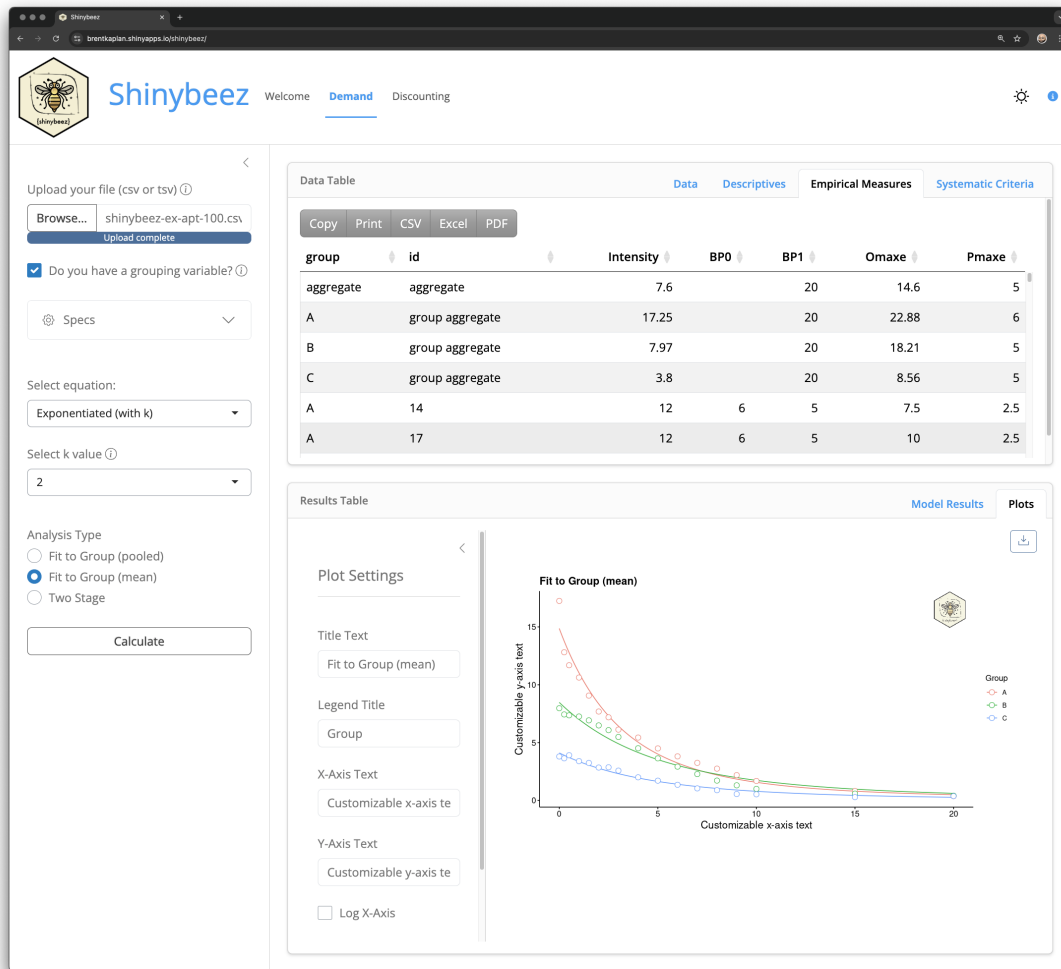 Shinybeez
brentkaplan.shinyapps.io/shinybeez/
{shinybeez}
Shinybeez Welcome Demand Discounting
Upload your file (csv or tsv)
Browse... shinybeez-ex-apt-100.csv
Upload complete
Do you have a grouping variable?
Specs
Select equation:
Exponentiated (with k)
Select k value
2
Analysis Type
Fit to Group (pooled)
Fit to Group (mean)
Two Stage
Calculate
Data Table Data Descriptives Empirical Measures Systematic Criteria
Copy Print CSV Excel PDF
group id Intensity BP0 BP1 Omaxe Pmaxe
aggregate aggregate 7.6 20 14.6 5
A group aggregate 17.25 20 22.88 6
B group aggregate 7.97 20 18.21 5
C group aggregate 3.8 20 8.56 5
A 14 12 6 5 7.5 2.5
A 17 12 6 5 10 2.5
Results Table Model Results Plots
Plot Settings
Title Text
Fit to Group (mean)
Legend Title
Group
X-Axis Text
Customizable x-axis te
Y-Axis Text
Customizable y-axis te
Log X-Axis
Fit to Group (mean)
Customizable y-axis text
15
10
5
0
0 5 10 15 20
Customizable x-axis text
Group
A
B
C